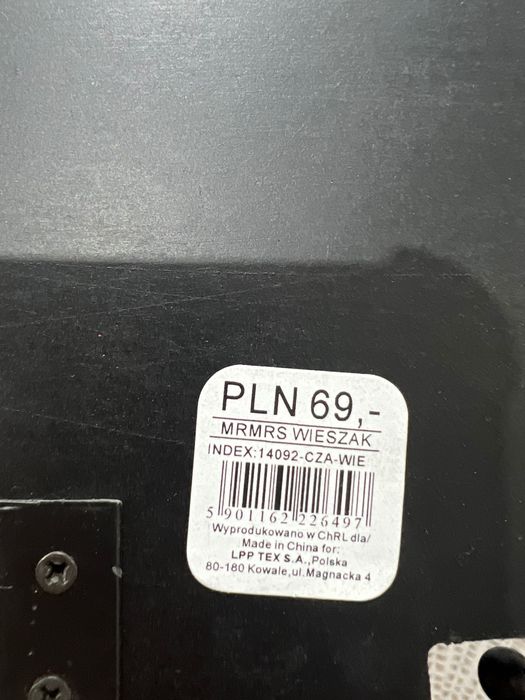 PLN 69,-
MRMRS WIESZAK
INDEX:14092-CZA-WIE
5 901162 226497
Wyprodukowano w ChRL dla/
Made in China for:
LPP TEX S.A.,Polska
80-180 Kowale,ul.Magnacka 4